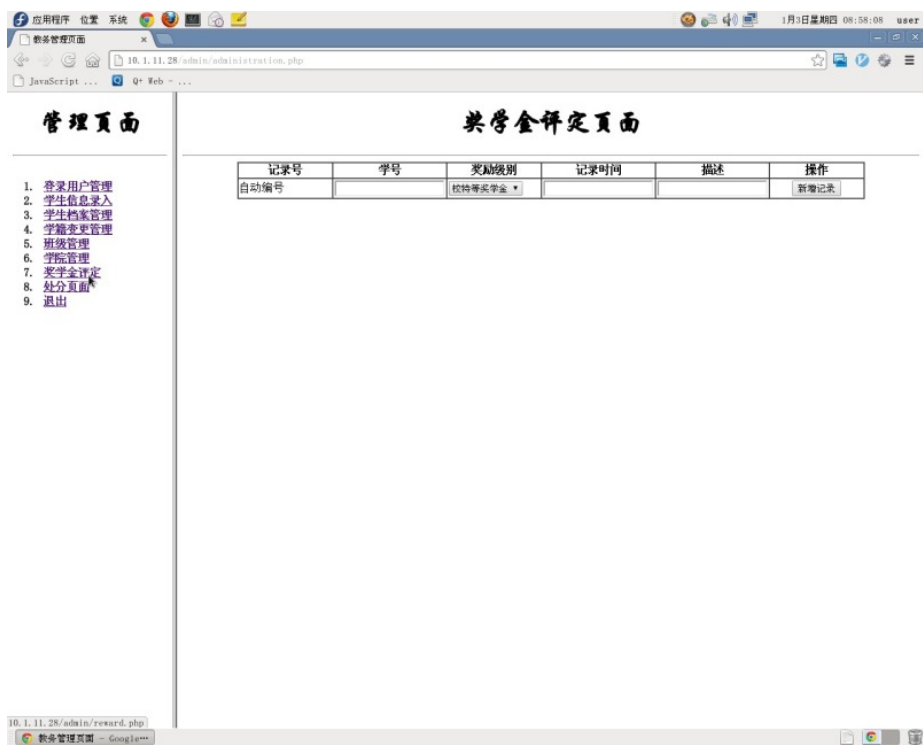 应用程序 位置 系统 1月3日星期四 08:58:08 user
教务管理页面
10.1.11.28/admin/administration.php
JavaScript ... Q+ Web - ...
管理页面
1. 登录用户管理
2. 学生信息录入
3. 学生档案管理
4. 学籍变更管理
5. 班级管理
6. 学院管理
7. 奖学金评定
8. 处分页面
9. 退出
奖学金评定页面
记录号 学号 奖励级别 记录时间 描述 操作
自动编号 校特等奖学金 新增记录
10.1.11.28/admin/reward.php
教务管理页面 - Google…